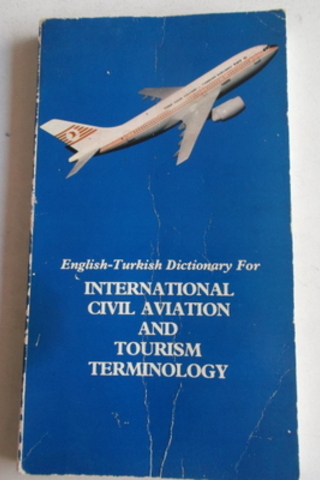 English-Turkish Dictionary For
INTERNATIONAL
CIVIL AVIATION
AND
TOURISM
TERMINOLOGY